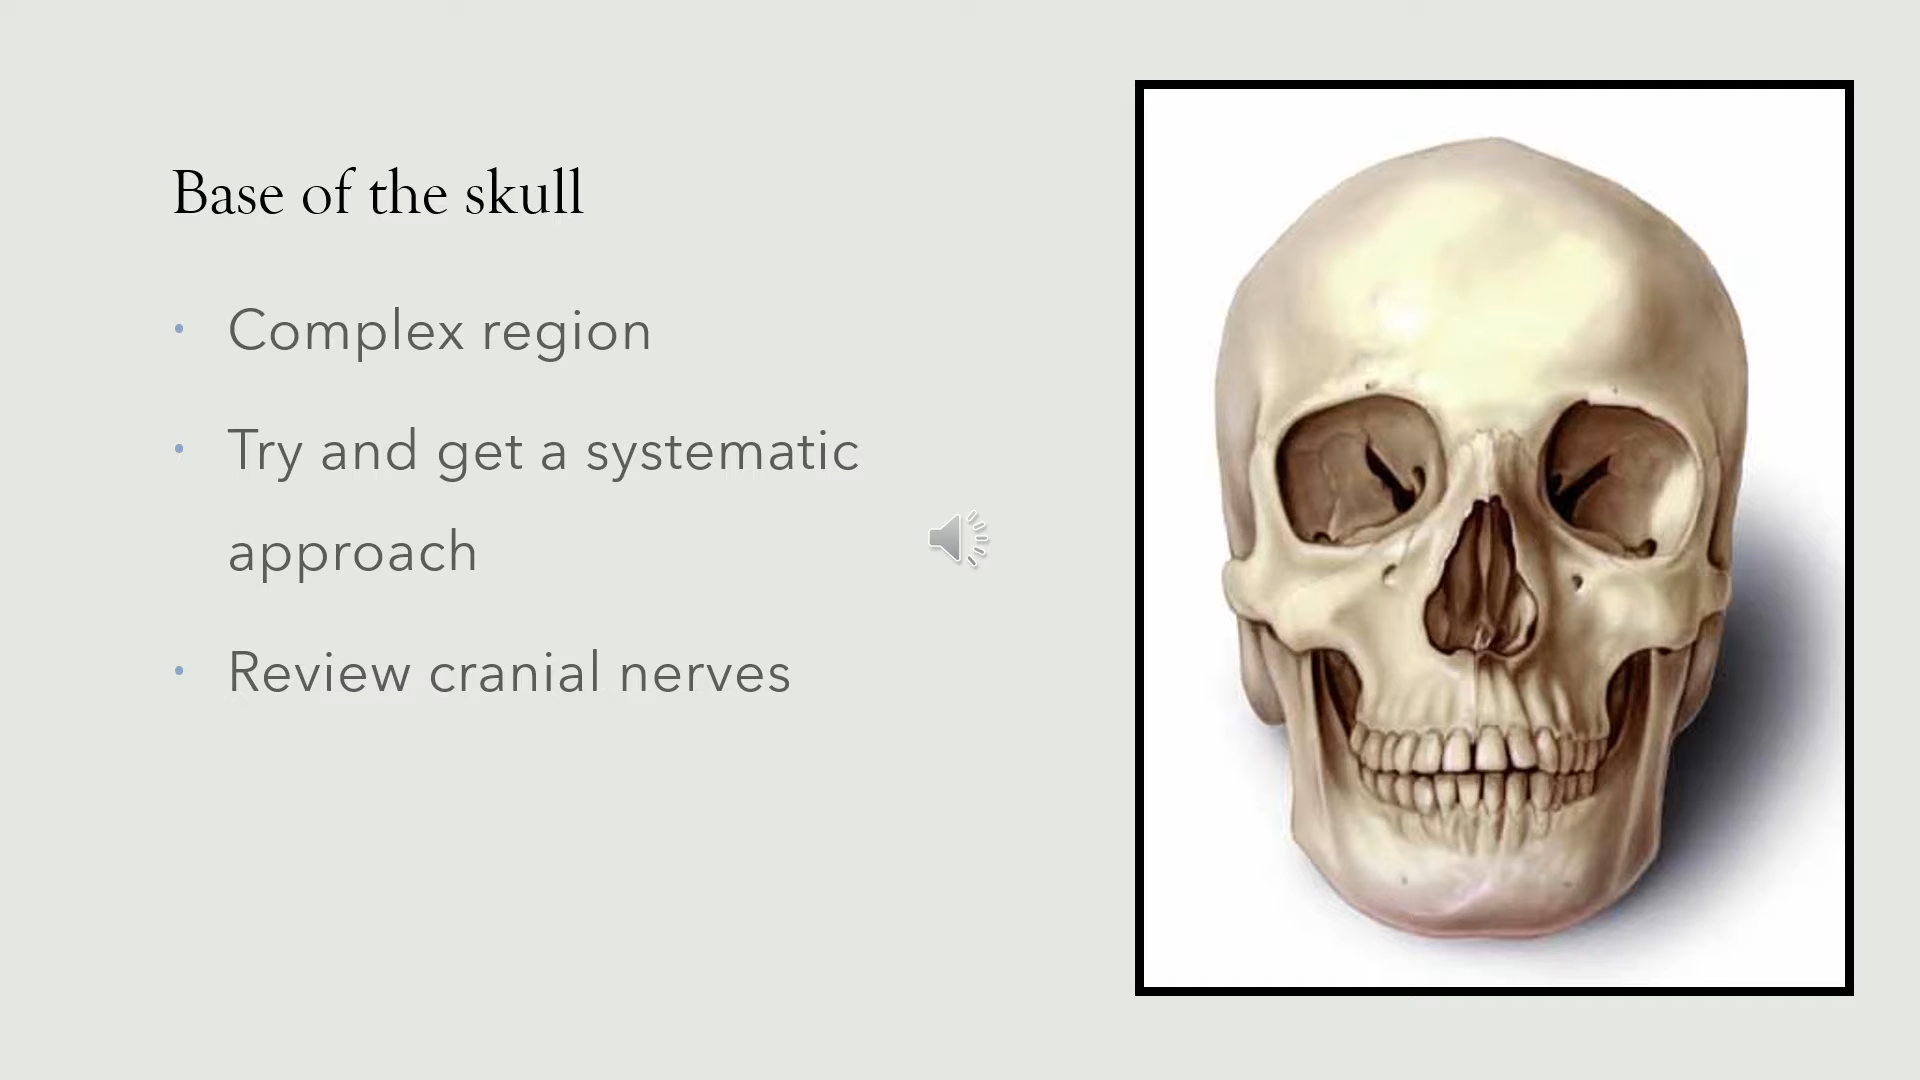 Base of the skull
• Complex region
• Try and get a systematic
approach
• Review cranial nerves